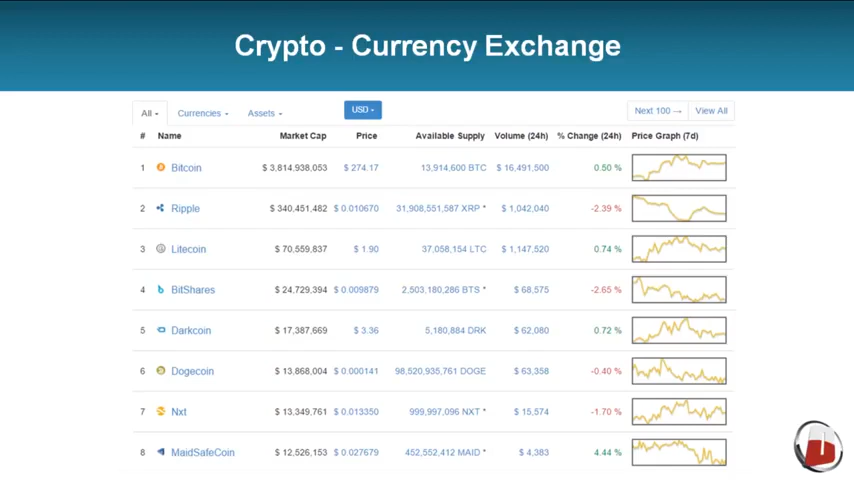 Crypto - Currency Exchange
All Currencies Assets USD Next 100 → View All
# Name Market Cap Price Available Supply Volume (24h) % Change (24h) Price Graph (7d)
1 Bitcoin $ 3,814,938,053 $ 274.17 13,914,600 BTC $ 16,491,500 0.50 %
2 Ripple $ 340,451,482 $ 0.010670 31,908,551,587 XRP * $ 1,042,040 -2.39 %
3 Litecoin $ 70,559,837 $ 1.90 37,058,154 LTC $ 1,147,520 0.74 %
4 BitShares $ 24,729,394 $ 0.009879 2,503,180,286 BTS * $ 68,575 -2.65 %
5 Darkcoin $ 17,387,669 $ 3.36 5,180,884 DRK $ 62,080 0.72 %
6 Dogecoin $ 13,868,004 $ 0.000141 98,520,935,761 DOGE $ 63,358 -0.40 %
7 Nxt $ 13,349,761 $ 0.013350 999,997,096 NXT * $ 15,574 -1.70 %
8 MaidSafeCoin $ 12,526,153 $ 0.027679 452,552,412 MAID * $ 4,383 4.44 %